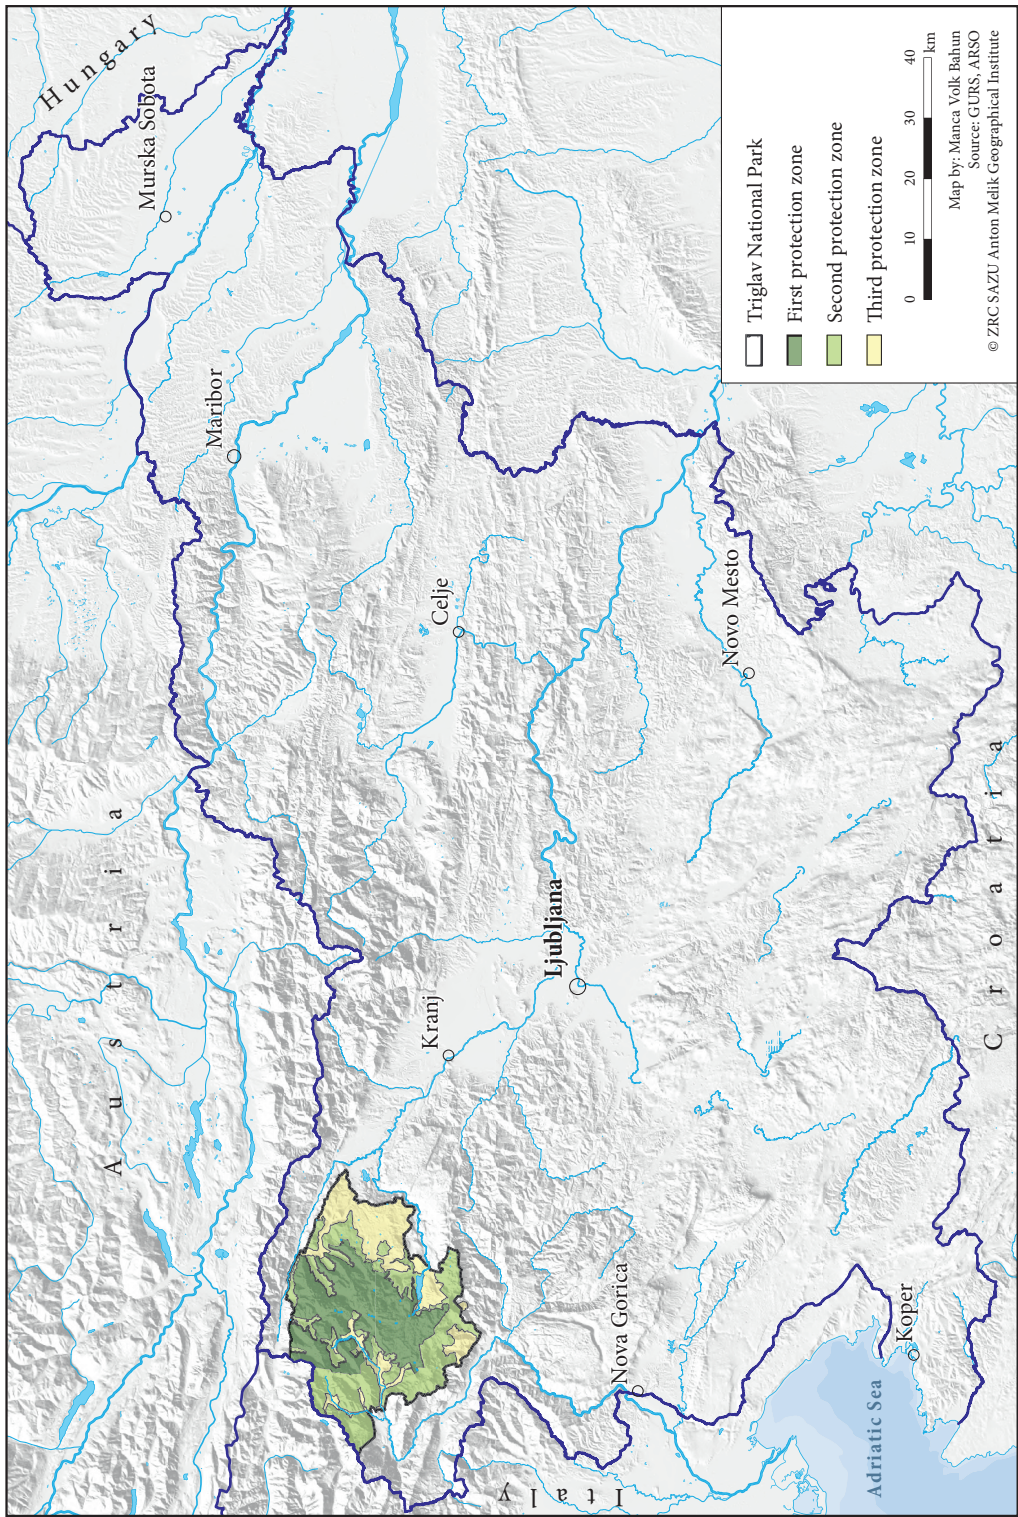 Hungary
Murska Sobota
Austria
Maribor
Celje
Kranj
Ljubljana
Novo Mesto
Nova Gorica
Koper
Italy
Croatia
Adriatic Sea
Triglav National Park
First protection zone
Second protection zone
Third protection zone
0 10 20 30 40
km
Map by: Manca Volk Bahun
Source: GURS, ARSO
© ZRC SAZU Anton Melik Geographical Institute